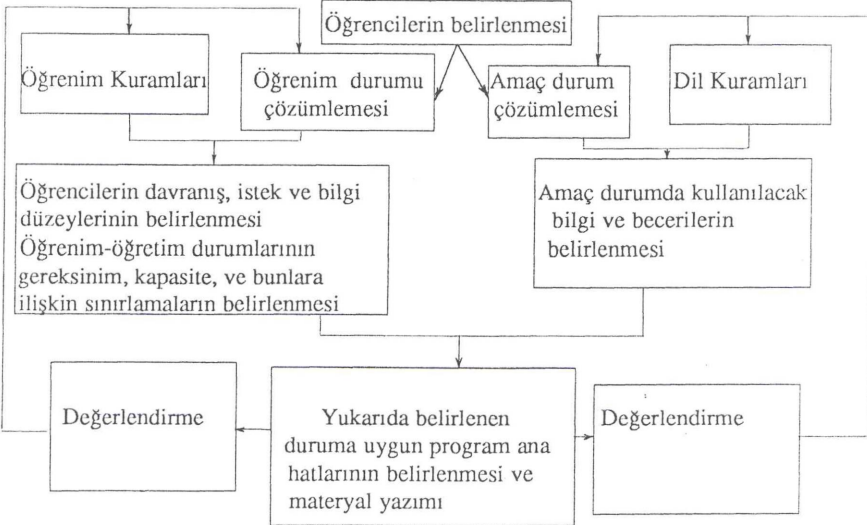 Öğrencilerin belirlenmesi
Öğrenim Kuramları
Öğrenim durumu
çözümlemesi
Amaç durum
çözümlemesi
Dil Kuramları
Öğrencilerin davranış, istek ve bilgi
düzeylerinin belirlenmesi
Öğrenim-öğretim durumlarının
gereksinim, kapasite, ve bunlara
ilişkin sınırlamaların belirlenmesi
Amaç durumda kullanılacak
bilgi ve becerilerin
belirlenmesi
Değerlendirme
Yukarıda belirlenen
duruma uygun program ana
hatlarının belirlenmesi ve
materyal yazımı
Değerlendirme